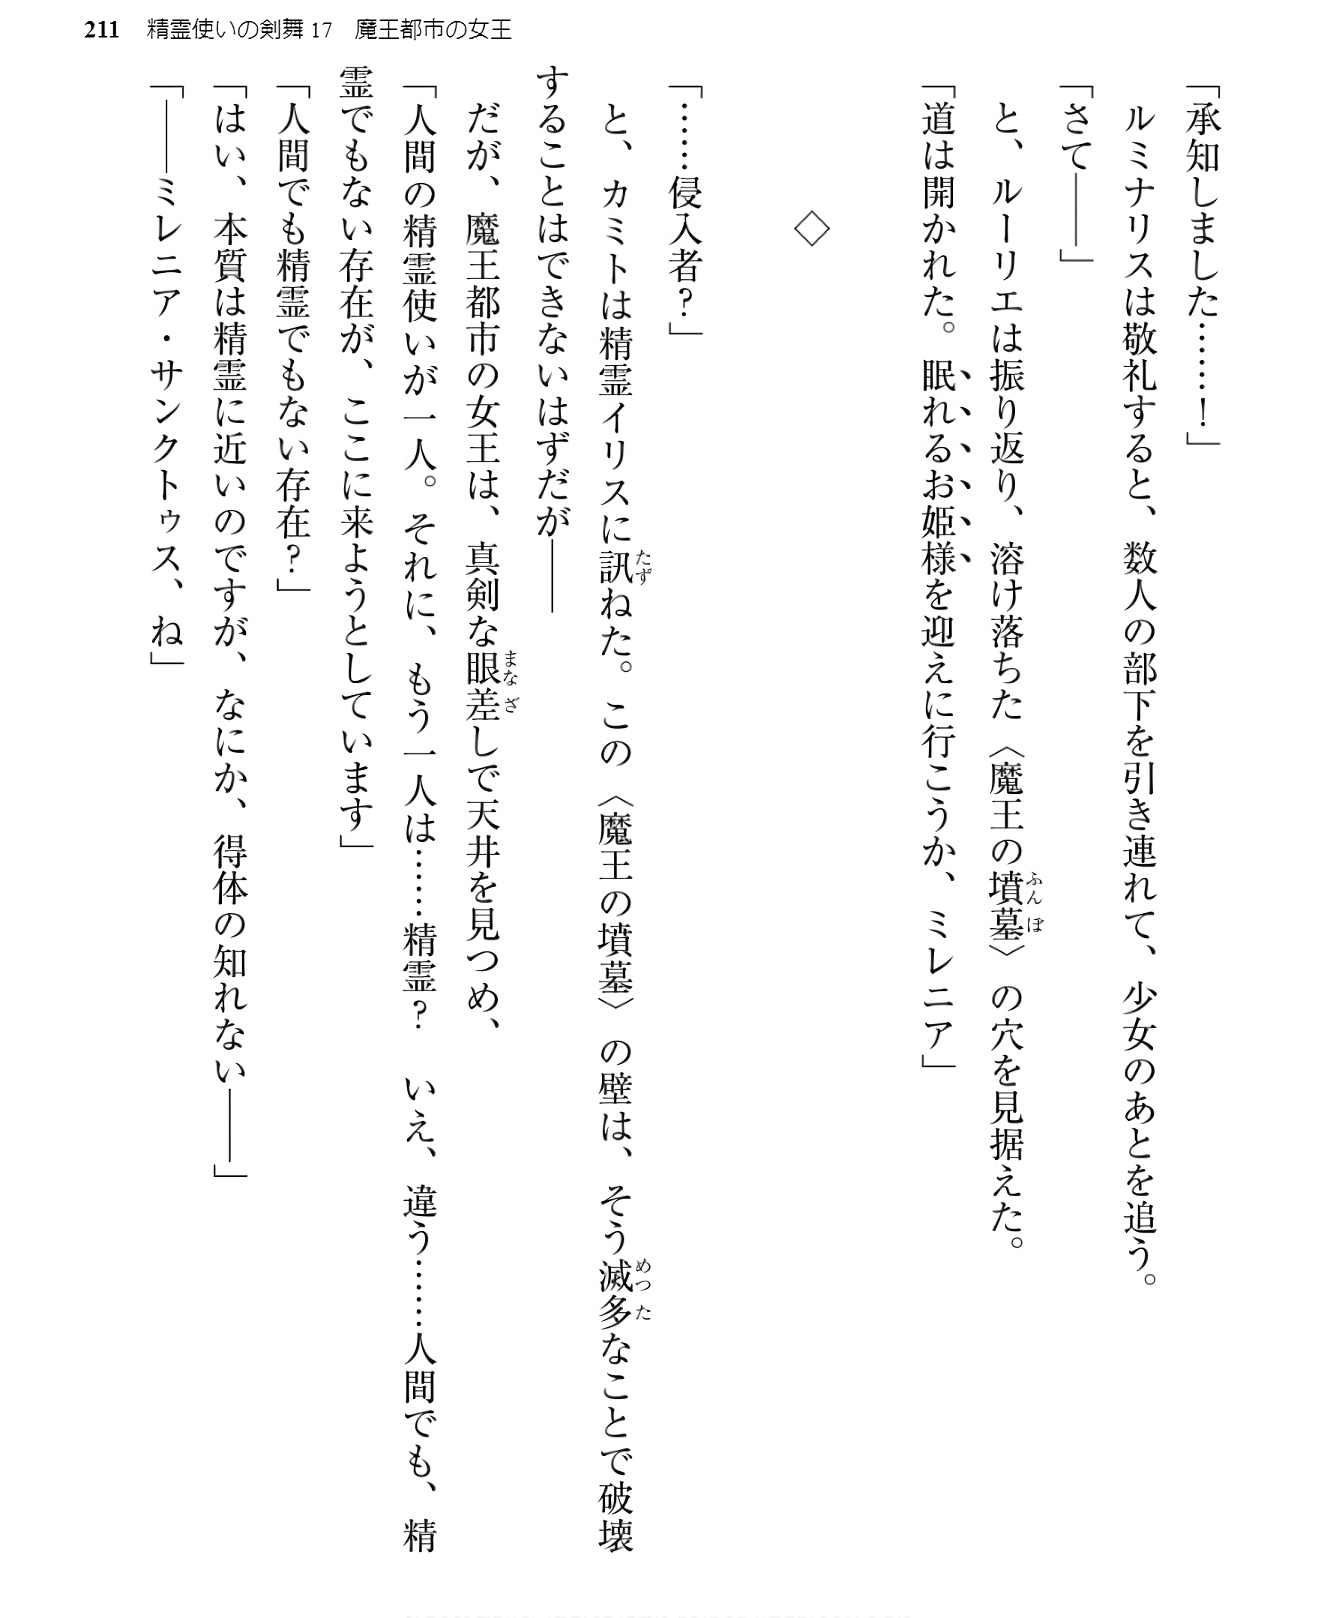 211　精霊使いの剣舞17　魔王都市の女王
「承知しました……！」
　ルミナリスは敬礼すると、数人の部下を引き連れて、少女のあとを追う。
「さて――」
　と、ルーリエは振り返り、溶け落ちた〈魔王の墳墓〉の穴を見据えた。
「道は開かれた。眠れるお姫様を迎えに行こうか、ミレニア」
◇
「……侵入者？」
　と、カミトは精霊イリスに訊ねた。この〈魔王の墳墓〉の壁は、そう滅多なことで破壊
することはできないはずだが――
　だが、魔王都市の女王は、真剣な眼差しで天井を見つめ、
「人間の精霊使いが一人。それに、もう一人は……精霊？　いえ、違う……人間でも、精
霊でもない存在が、ここに来ようとしています」
「人間でも精霊でもない存在？」
「はい、本質は精霊に近いのですが、なにか、得体の知れない――」
「――ミレニア・サンクトゥス、ね」